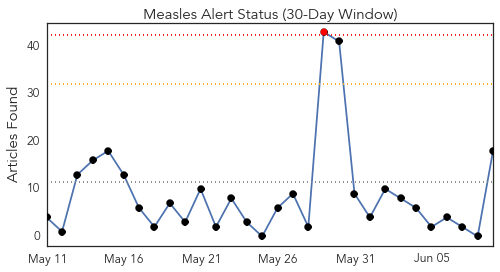 Measles Alert Status (30-Day Window)
Articles Found
40
30
20
10
0
May 11 May 16 May 21 May 26 May 31 Jun 05